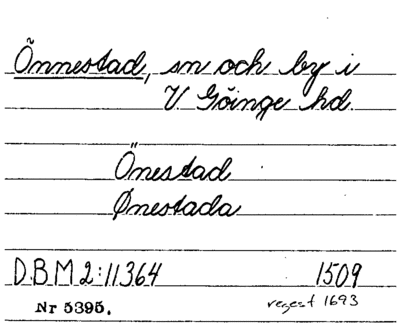 Önnestad, sn och by i
V Göinge hd.
Önestad
Ønestada
D.B.M 2:11364 1509
Nr 5395. regest 1693